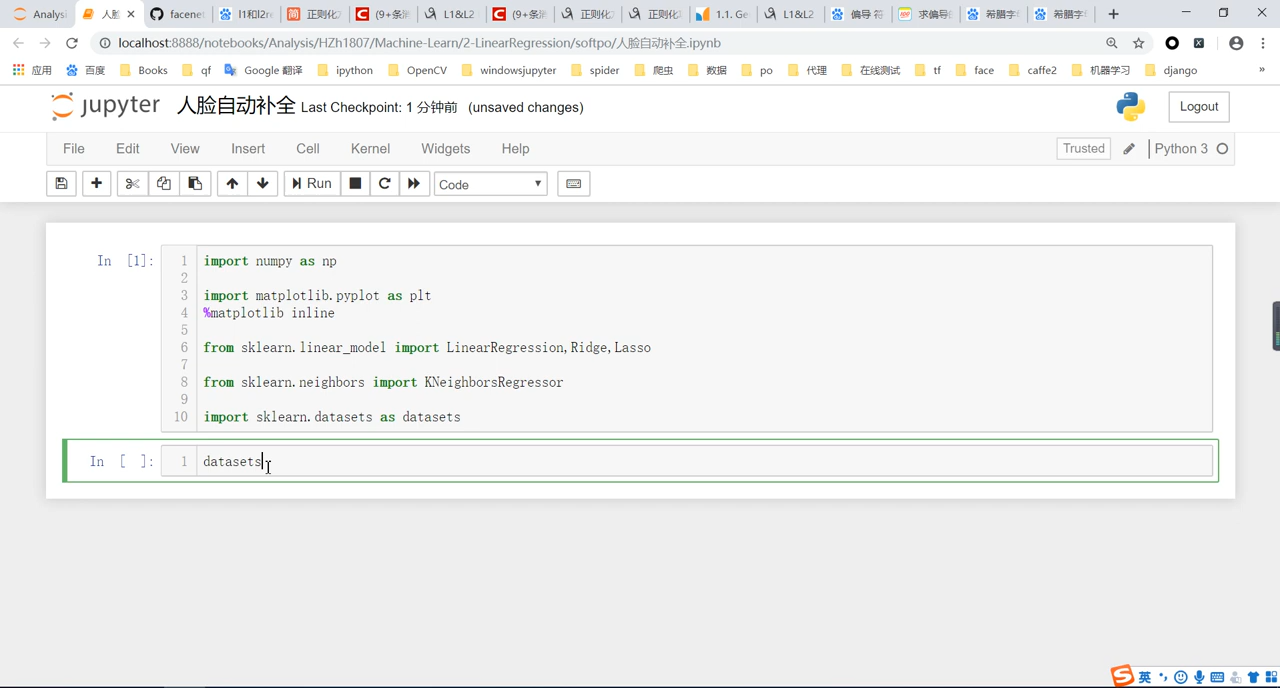 Analysi
人脸
facenet
l1和l2re
正则化方
(9+条消
L1&L2
(9+条消
正则化
正则化
1.1. Ge
L1&L2
偏导 符
求偏导
希腊字
希腊字
localhost:8888/notebooks/Analysis/HZh1807/Machine-Learn/2-LinearRegression/softpo/人脸自动补全.ipynb
应用 百度 Books qf Google 翻译 ipython OpenCV windowsjupyter spider 爬虫 数据 po 代理 在线测试 tf face caffe2 机器学习 django »
jupyter 人脸自动补全 Last Checkpoint: 1 分钟前 (unsaved changes) Logout
File Edit View Insert Cell Kernel Widgets Help Trusted Python 3
Run Code
In [1]:
1 import numpy as np
2
3 import matplotlib.pyplot as plt
4 %matplotlib inline
5
6 from sklearn.linear_model import LinearRegression,Ridge,Lasso
7
8 from sklearn.neighbors import KNeighborsRegressor
9
10 import sklearn.datasets as datasets
In [ ]: 1 datasets
英